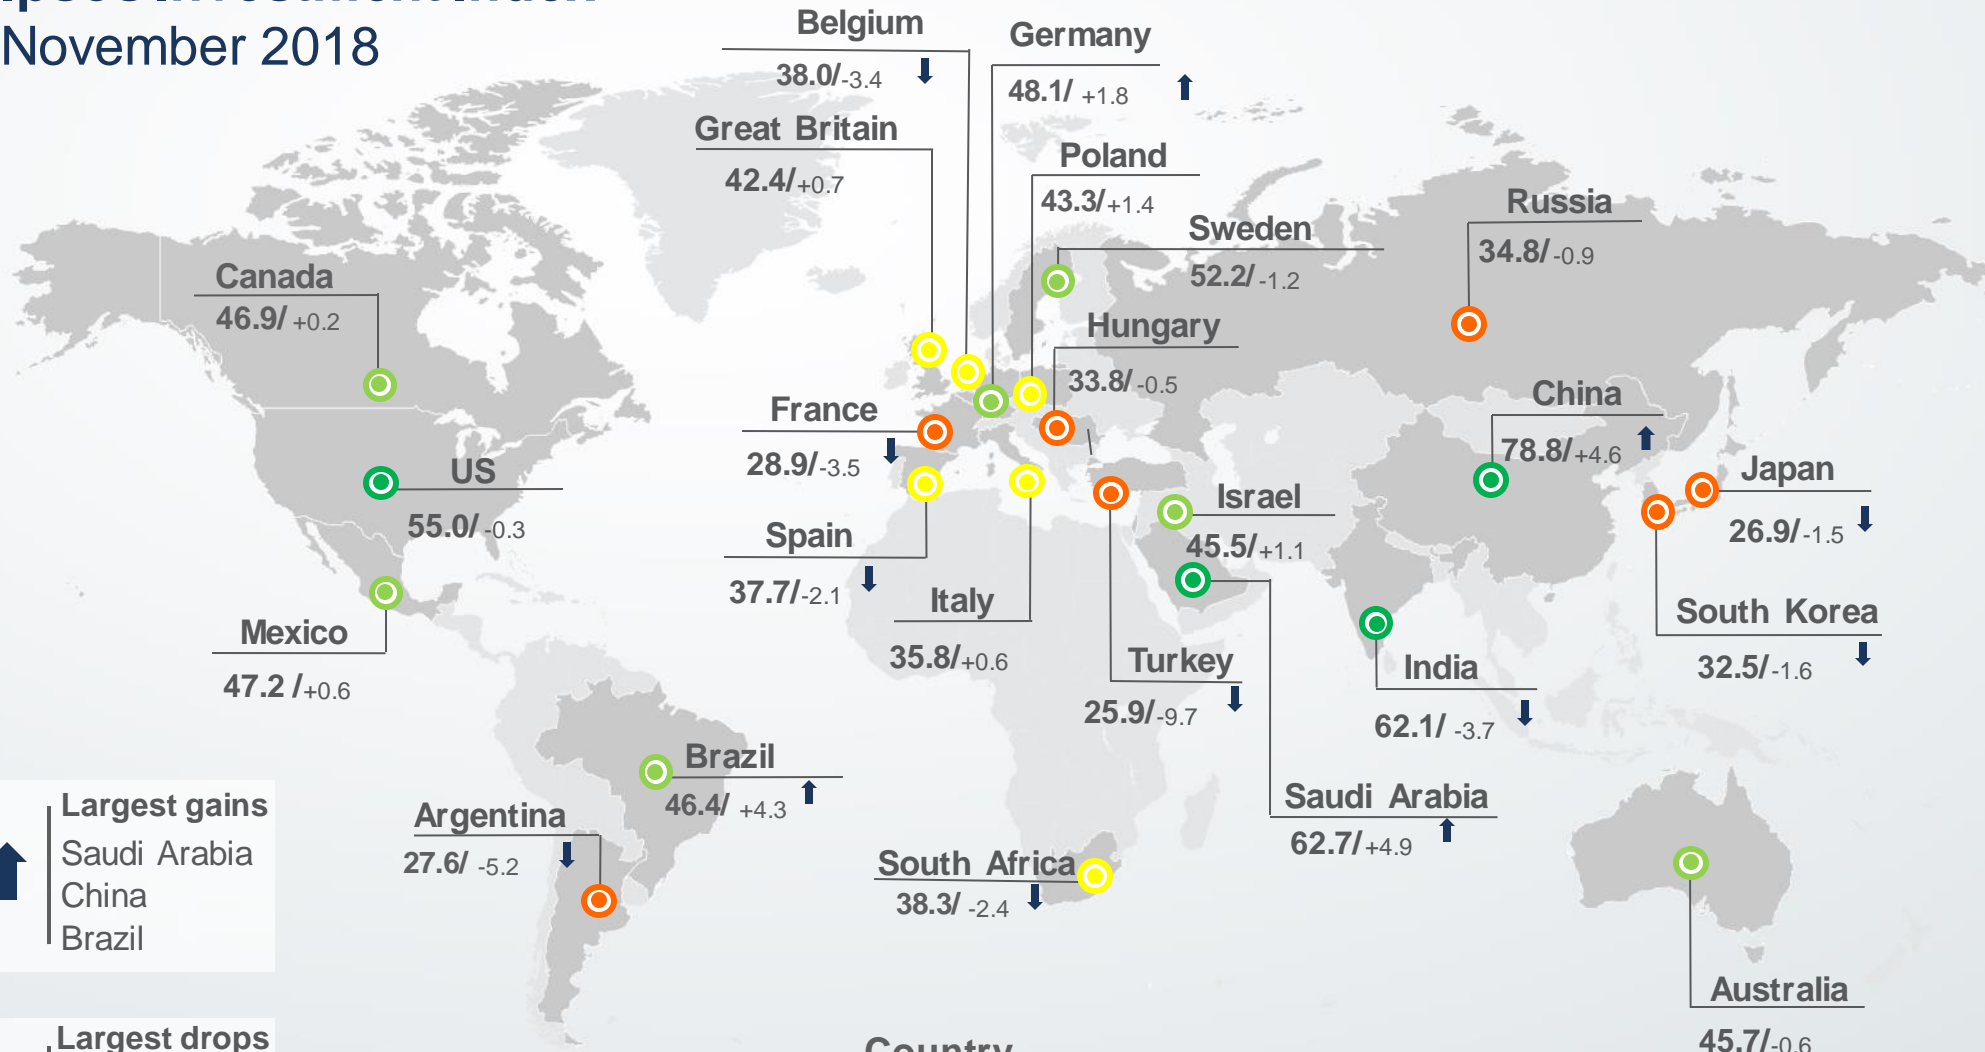 November 2018
Belgium
38.0/-3.4
Germany
48.1/ +1.8
Great Britain
42.4/+0.7
Poland
43.3/+1.4
Sweden
52.2/ -1.2
Russia
34.8/ -0.9
Canada
46.9/ +0.2
Hungary
33.8/ -0.5
France
28.9/-3.5
China
78.8/+4.6
US
55.0/ -0.3
Japan
26.9/-1.5
Israel
45.5/+1.1
Spain
37.7/-2.1
Italy
35.8/+0.6
Mexico
47.2 /+0.6
Turkey
25.9/-9.7
India
62.1/ -3.7
South Korea
32.5/-1.6
Brazil
46.4/ +4.3
Argentina
27.6/ -5.2
Saudi Arabia
62.7/+4.9
South Africa
38.3/ -2.4
Australia
45.7/-0.6
Largest gains
Saudi Arabia
China
Brazil
Largest drops
Country